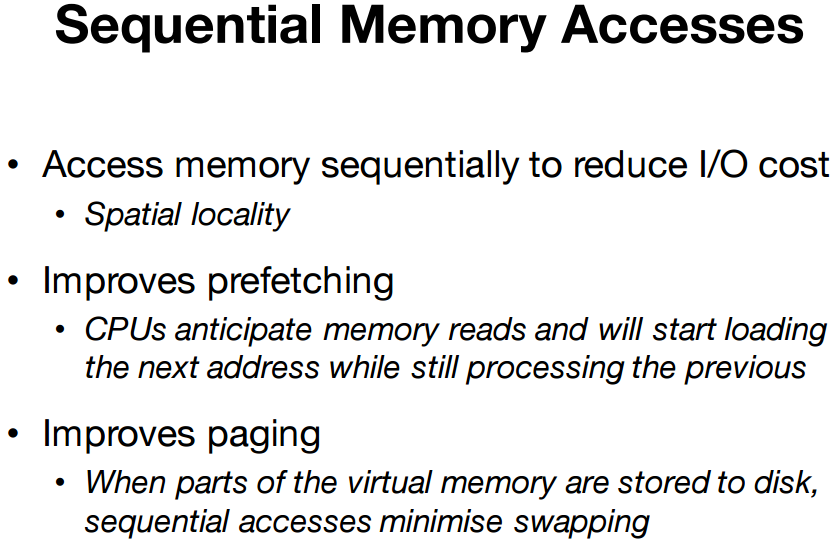 Sequential Memory Accesses
• Access memory sequentially to reduce I/O cost
• Spatial locality
• Improves prefetching
• CPUs anticipate memory reads and will start loading
the next address while still processing the previous
• Improves paging
• When parts of the virtual memory are stored to disk,
sequential accesses minimise swapping